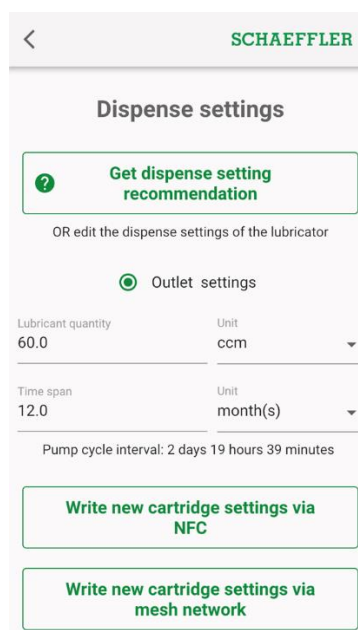 SCHAEFFLER
Dispense settings
Get dispense setting
recommendation
OR edit the dispense settings of the lubricator
Outlet settings
Lubricant quantity Unit
60.0 ccm
Time span Unit
12.0 month(s)
Pump cycle interval: 2 days 19 hours 39 minutes
Write new cartridge settings via
NFC
Write new cartridge settings via
mesh network